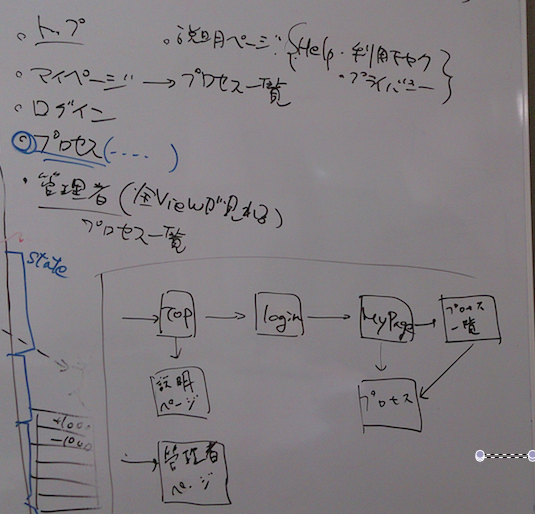 トップ
説明ページ {Help・利用キヤク
・プライバシー}
マイページ → プロセス一覧
ログイン
プロセス(‥‥)
管理者(全Viewが見れる)
プロセス一覧
state
Top
login
MyPage
プロセス
一覧
説明
ページ
プロセス
管理者
ページ
+1000
-1000